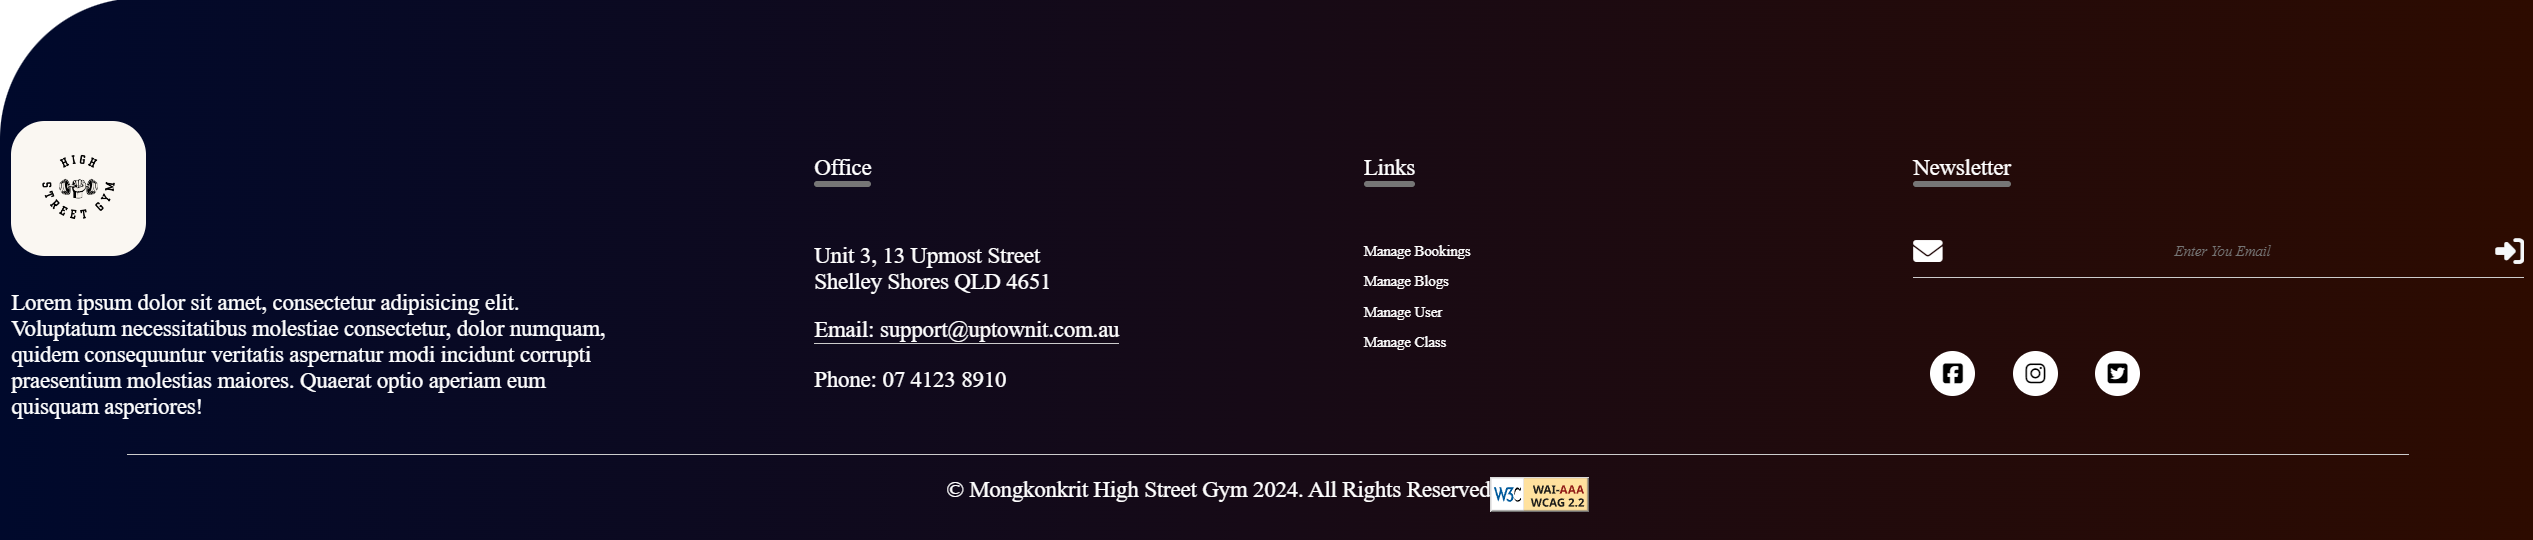 HIGH
STREET GYM
Lorem ipsum dolor sit amet, consectetur adipisicing elit.
Voluptatum necessitatibus molestiae consectetur, dolor numquam,
quidem consequuntur veritatis aspernatur modi incidunt corrupti
praesentium molestias maiores. Quaerat optio aperiam eum
quisquam asperiores!
Office
Unit 3, 13 Upmost Street
Shelley Shores QLD 4651
Email: support@uptownit.com.au
Phone: 07 4123 8910
Links
Manage Bookings
Manage Blogs
Manage User
Manage Class
Newsletter
Enter You Email
© Mongkonkrit High Street Gym 2024. All Rights Reserved
W3C WAI-AAA
WCAG 2.2